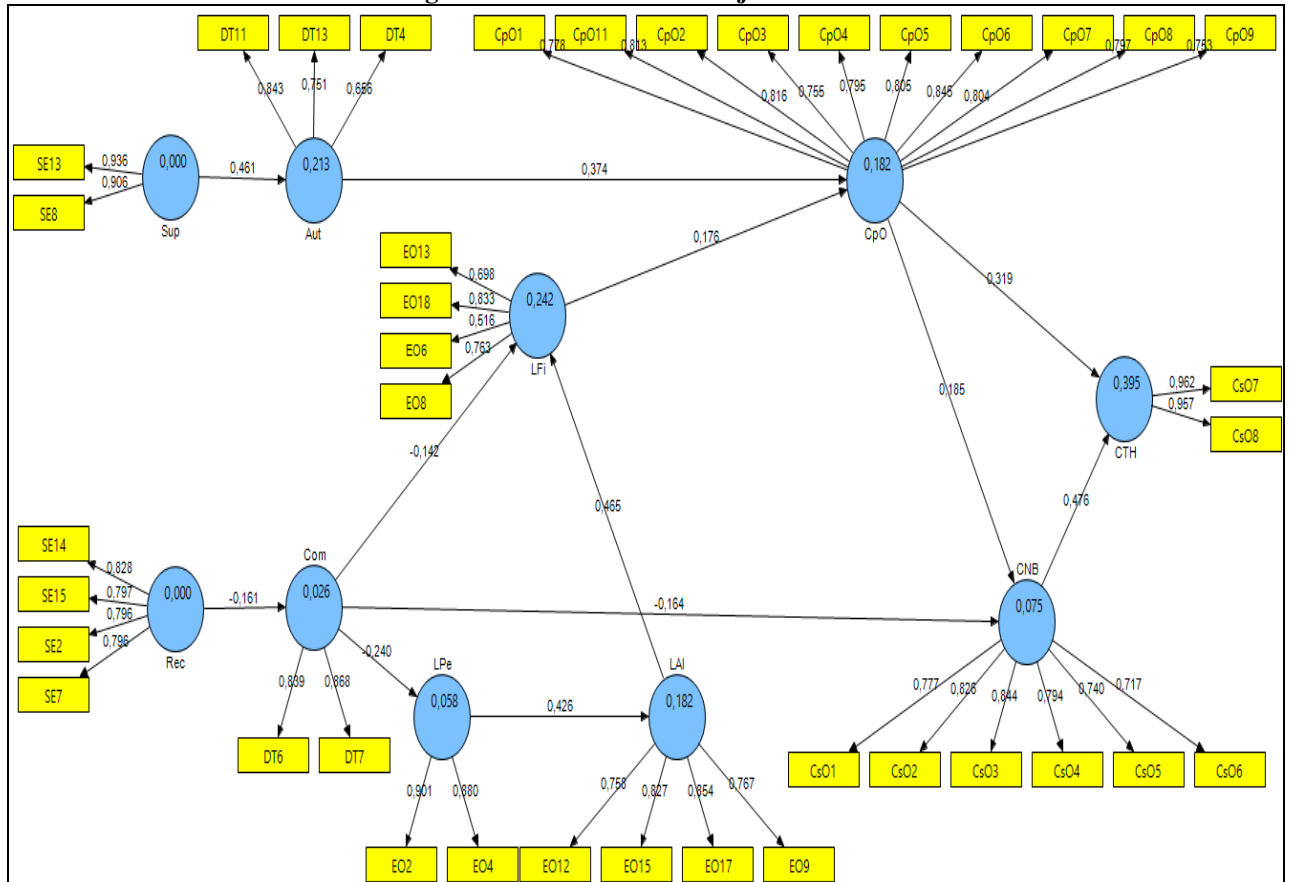 DT11 DT13 DT4 CpO1 CpO11 CpO2 CpO3 CpO4 CpO5 CpO6 CpO7 CpO8 CpO9
0,843 0,751 0,656 0,778 0,813 0,816 0,755 0,795 0,805 0,845 0,804 0,797 0,753
SE13 0,936 0,000 0,461 0,213 0,374 0,182
SE8 0,906 Sup Aut CpO
EO13 0,698 0,242 0,176
EO18 0,833
EO6 0,516
EO8 0,763 LFi
0,319
0,185
0,395 0,962 CsO7
0,957 CsO8
CTH
-0,142 0,465 0,476
SE14 0,828 Com CNB
SE15 0,797 0,000 -0,161 0,026 -0,164 0,075
SE2 0,796
SE7 0,796 Rec
-0,240 LPe LAI
0,839 0,868 0,058 0,426 0,182
DT6 DT7
0,777 0,826 0,844 0,794 0,740 0,717
CsO1 CsO2 CsO3 CsO4 CsO5 CsO6
0,901 0,880 0,758 0,827 0,854 0,767
EO2 EO4 EO12 EO15 EO17 EO9